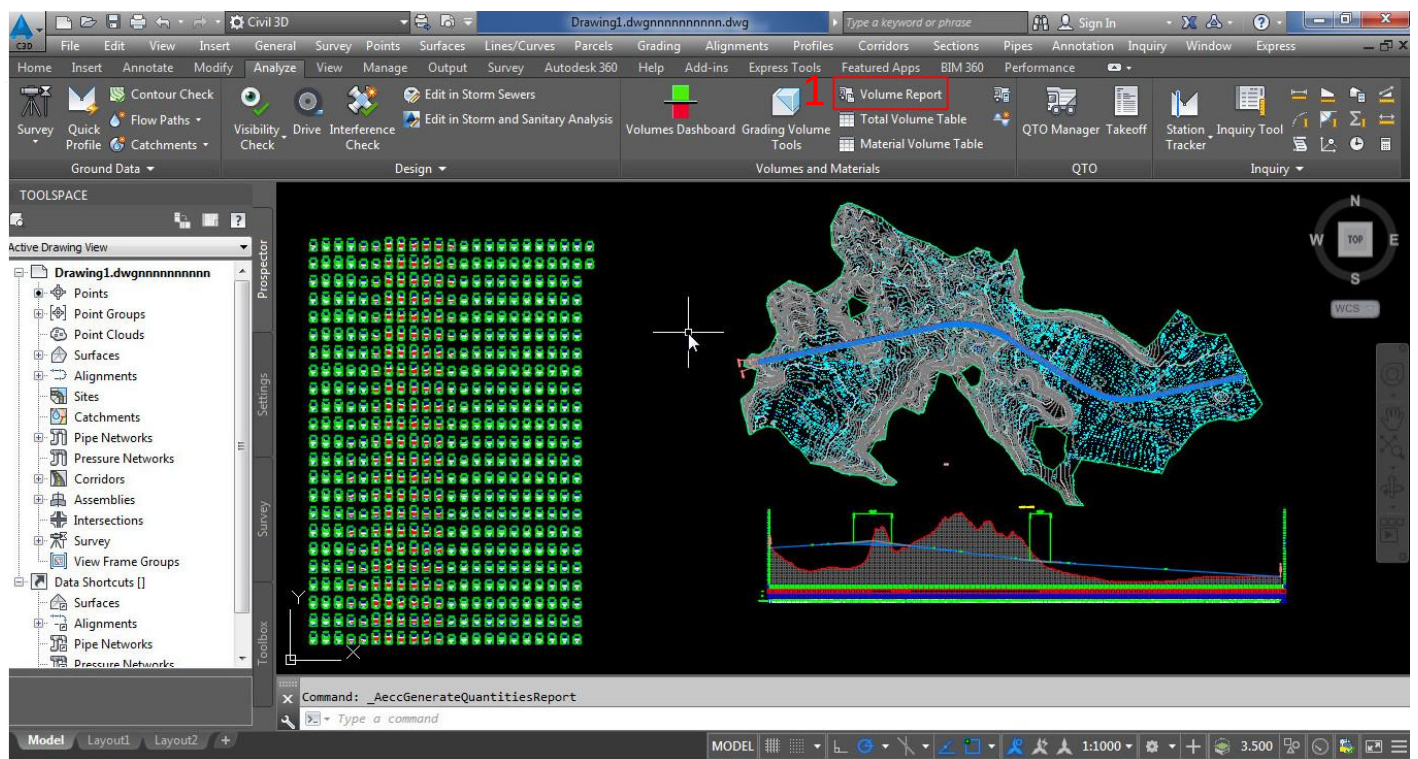 Civil 3D Drawing1.dwgnnnnnnnnnn.dwg Type a keyword or phrase Sign In
C3D File Edit View Insert General Survey Points Surfaces Lines/Curves Parcels Grading Alignments Profiles Corridors Sections Pipes Annotation Inquiry Window Express
Home Insert Annotate Modify Analyze View Manage Output Survey Autodesk 360 Help Add-ins Express Tools Featured Apps BIM 360 Performance
Contour Check Edit in Storm Sewers 1 Volume Report
Flow Paths Edit in Storm and Sanitary Analysis Total Volume Table
Survey Quick Profile Catchments Visibility Check Drive Interference Check Volumes Dashboard Grading Volume Tools Material Volume Table QTO Manager Takeoff Station Tracker Inquiry Tool
Ground Data Design Volumes and Materials QTO Inquiry
TOOLSPACE
Active Drawing View
Drawing1.dwgnnnnnnnnnn
Points
Point Groups
Point Clouds
Surfaces
Alignments
Sites
Catchments
Pipe Networks
Pressure Networks
Corridors
Assemblies
Intersections
Survey
View Frame Groups
Data Shortcuts []
Surfaces
Alignments
Pipe Networks
Pressure Networks
Prospector
Settings
Survey
Toolbox
N
W TOP E
S
WCS
Y
X
Command: _AeccGenerateQuantitiesReport
Type a command
Model Layout1 Layout2 + MODEL 1:1000 3.500